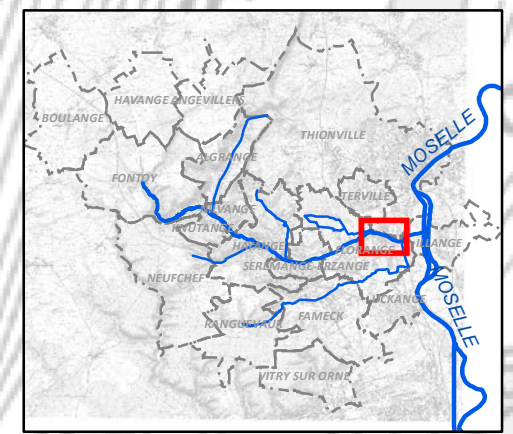 HAVANGE ANGEVILLERS
BOULANGE
MOSELLE
THIONVILLE
ALGRANGE
FONTOY
TERVILLE
KNUTANGE
HAYANGE
FLORANGE
ILLANGE
SEREMANGE-ERZANGE
NEUFCHEF
MOSELLE
UCKANGE
FAMECK
RANGUEVAUX
VITRY SUR ORNE